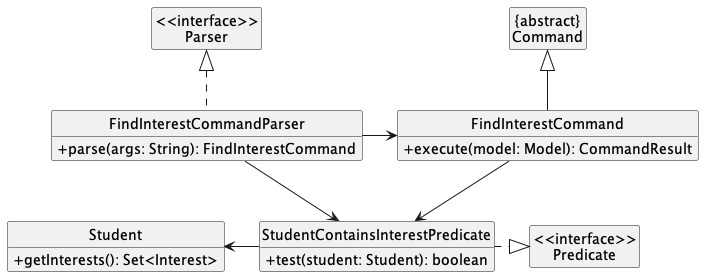 <<interface>>
Parser
{abstract}
Command
FindInterestCommandParser
+parse(args: String): FindInterestCommand
FindInterestCommand
+execute(model: Model): CommandResult
Student
+getInterests(): Set<Interest>
StudentContainsInterestPredicate
+test(student: Student): boolean
<<interface>>
Predicate